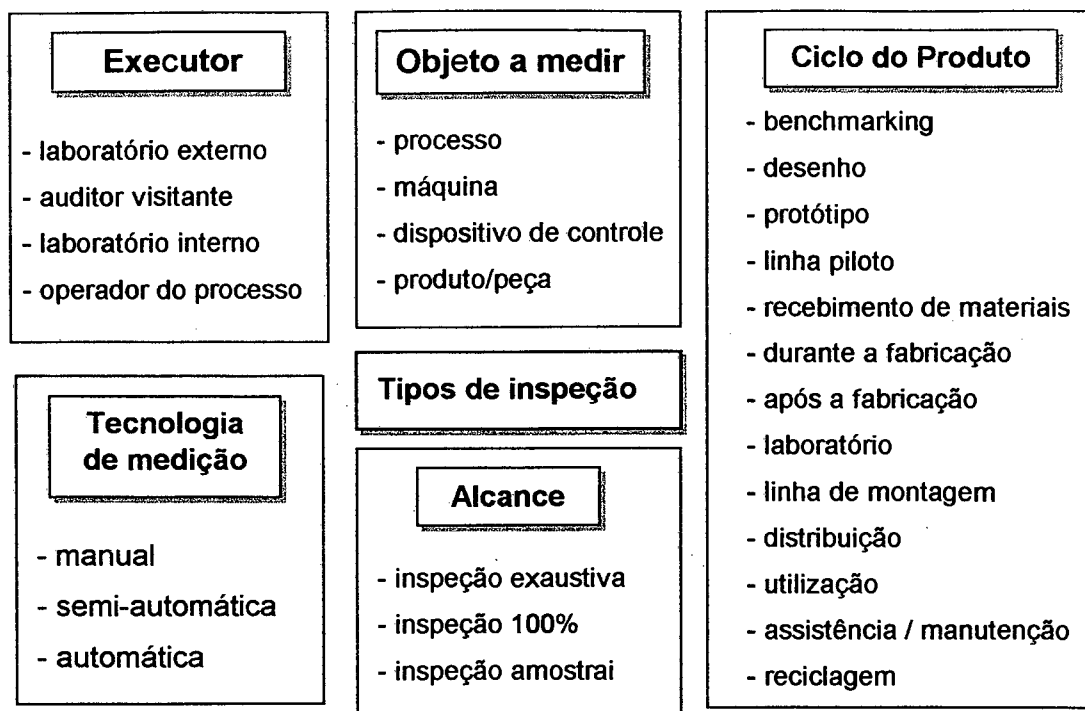 Executor
- laboratório externo
- auditor visitante
- laboratório interno
- operador do processo
Objeto a medir
- processo
- máquina
- dispositivo de controle
- produto/peça
Ciclo do Produto
- benchmarking
- desenho
- protótipo
- linha piloto
- recebimento de materiais
- durante a fabricação
- após a fabricação
- laboratório
- linha de montagem
- distribuição
- utilização
- assistência / manutenção
- reciclagem
Tipos de inspeção
Tecnologia
de medição
- manual
- semi-automática
- automática
Alcance
- inspeção exaustiva
- inspeção 100%
- inspeção amostrai